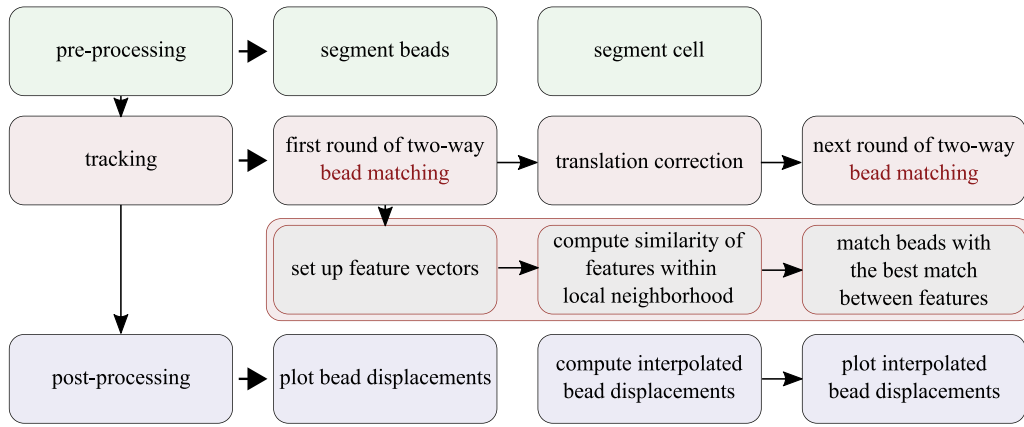 pre-processing
segment beads
segment cell
tracking
first round of two-way
bead matching
translation correction
next round of two-way
bead matching
set up feature vectors
compute similarity of
features within
local neighborhood
match beads with
the best match
between features
post-processing
plot bead displacements
compute interpolated
bead displacements
plot interpolated
bead displacements